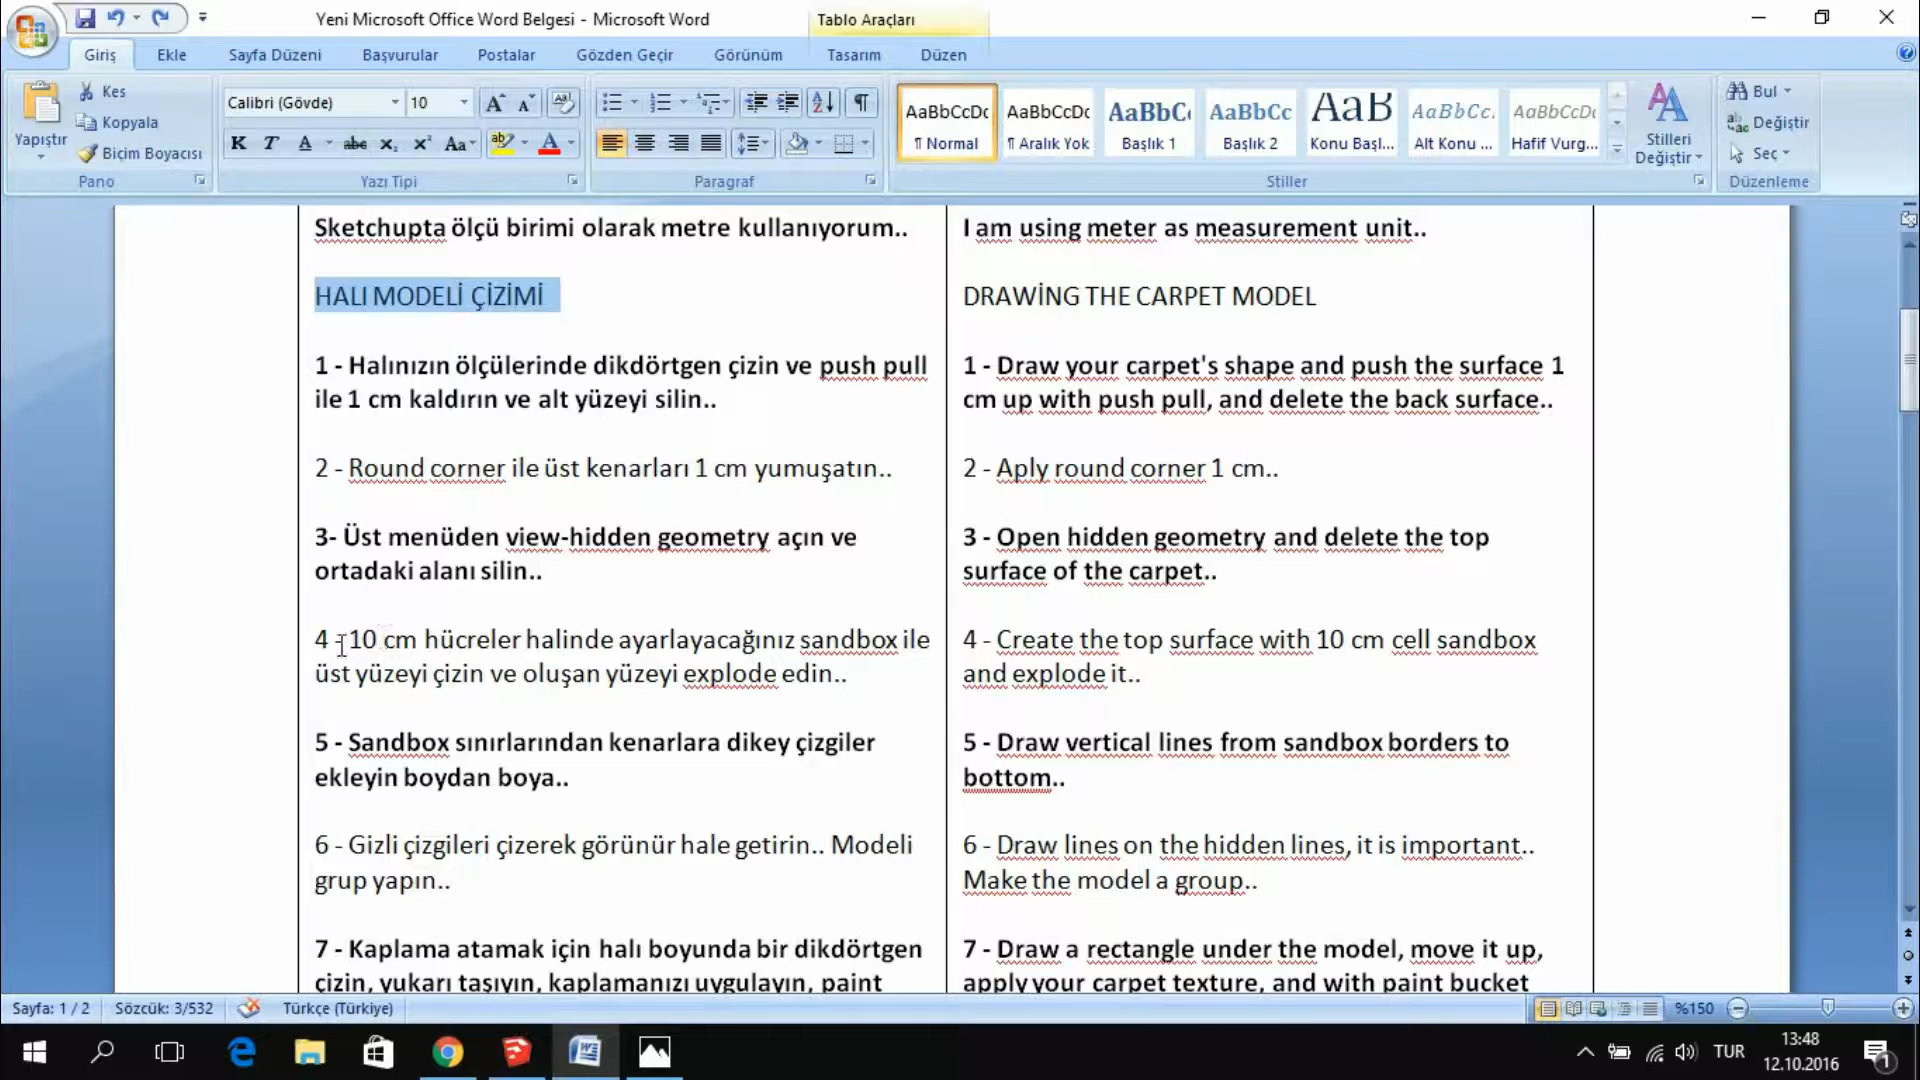 Yeni Microsoft Office Word Belgesi - Microsoft Word
Tablo Araçları
Giriş
Ekle
Sayfa Düzeni
Başvurular
Postalar
Gözden Geçir
Görünüm
Tasarım
Düzen
Yapıştır
Kes
Kopyala
Biçim Boyacısı
Pano
Calibri (Gövde)
10
K T A abc x₂ x² Aa
Yazı Tipi
Paragraf
AaBbCcDc
¶ Normal
AaBbCcDc
¶ Aralık Yok
AaBbC
Başlık 1
AaBbCc
Başlık 2
AaB
Konu Başl...
AaBbCc.
Alt Konu ...
AaBbCcDc
Hafif Vurg...
Stilleri
Değiştir
Stiller
Bul
Değiştir
Seç
Düzenleme
Sketchupta ölçü birimi olarak metre kullanıyorum..
HALI MODELİ ÇİZİMİ
1 - Halınızın ölçülerinde dikdörtgen çizin ve push pull
ile 1 cm kaldırın ve alt yüzeyi silin..
2 - Round corner ile üst kenarları 1 cm yumuşatın..
3- Üst menüden view-hidden geometry açın ve
ortadaki alanı silin..
4 - 10 cm hücreler halinde ayarlayacağınız sandbox ile
üst yüzeyi çizin ve oluşan yüzeyi explode edin..
5 - Sandbox sınırlarından kenarlara dikey çizgiler
ekleyin boydan boya..
6 - Gizli çizgileri çizerek görünür hale getirin.. Modeli
grup yapın..
7 - Kaplama atamak için halı boyunda bir dikdörtgen
çizin, yukarı taşıyın, kaplamanızı uygulayın, paint
I am using meter as measurement unit..
DRAWİNG THE CARPET MODEL
1 - Draw your carpet's shape and push the surface 1
cm up with push pull, and delete the back surface..
2 - Aply round corner 1 cm..
3 - Open hidden geometry and delete the top
surface of the carpet..
4 - Create the top surface with 10 cm cell sandbox
and explode it..
5 - Draw vertical lines from sandbox borders to
bottom..
6 - Draw lines on the hidden lines, it is important..
Make the model a group..
7 - Draw a rectangle under the model, move it up,
apply your carpet texture, and with paint bucket
Sayfa: 1 / 2
Sözcük: 3/532
Türkçe (Türkiye)
%150
TUR
13:48
12.10.2016
1